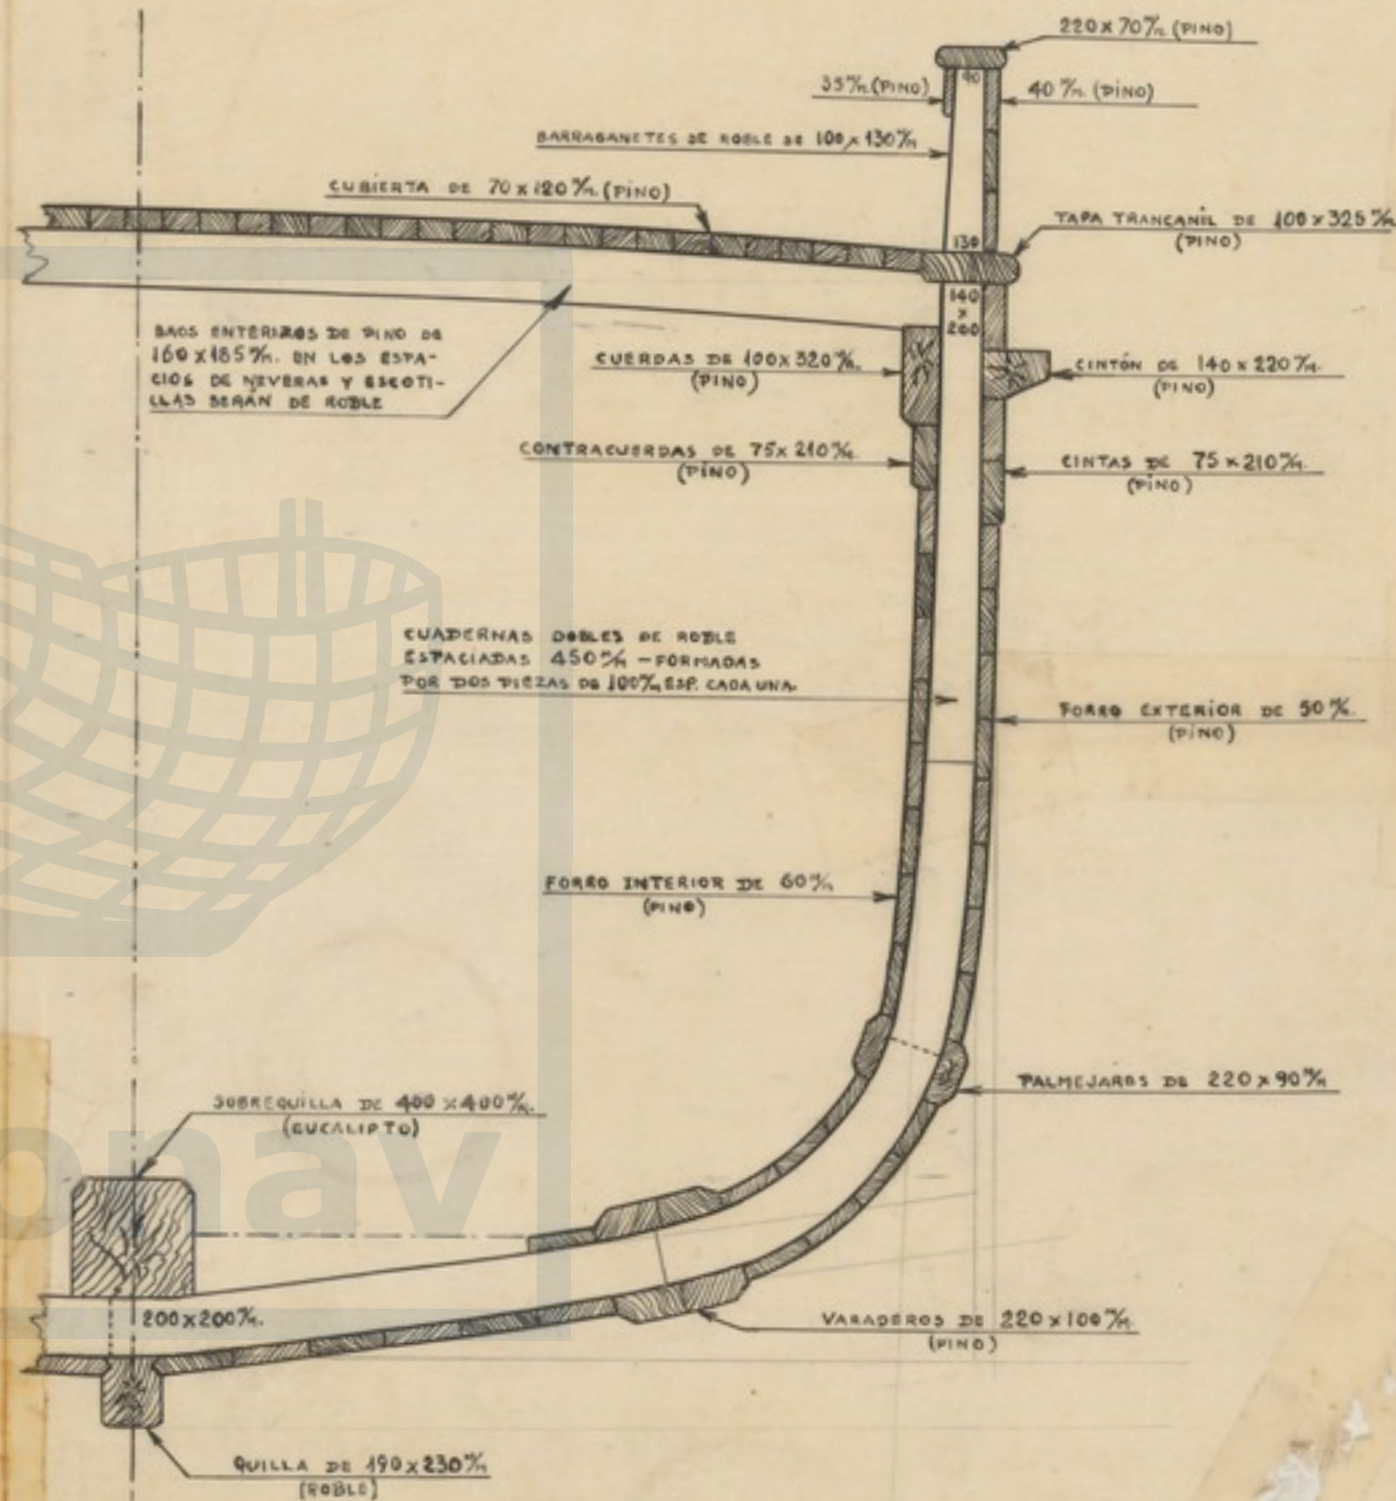 220 x 70 m/m. (PINO)
90
35 m/m. (PINO)
40 m/m. (PINO)
BARRAGANETES DE ROBLE DE 100 x 130 m/m
CUBIERTA DE 70 x 120 m/m. (PINO)
TAPA TRANCANIL DE 100 x 325 m/m
(PINO)
130
140
x
200
BAOS ENTERIZOS DE PINO DE
160 x 185 m/m. EN LOS ESPA-
CIOS DE NEVERAS Y ESCOTI-
LLAS SERÁN DE ROBLE
CUERDAS DE 100 x 320 m/m.
(PINO)
CINTÓN DE 140 x 220 m/m.
(PINO)
CONTRACUERDAS DE 75 x 210 m/m.
(PINO)
CINTAS DE 75 x 210 m/m.
(PINO)
CUADERNAS DOBLES DE ROBLE
ESPACIADAS 450 m/m - FORMADAS
POR DOS PIEZAS DE 100 m/m ESP. CADA UNA.
FORRO EXTERIOR DE 50 m/m.
(PINO)
FORRO INTERIOR DE 60 m/m
(PINO)
PALMEJARES DE 220 x 90 m/m
SOBREQUILLA DE 400 x 400 m/m.
(EUCALIPTO)
onav
200 x 200 m/m.
VARADEROS DE 220 x 100 m/m
(PINO)
QUILLA DE 190 x 230 m/m
(ROBLE)